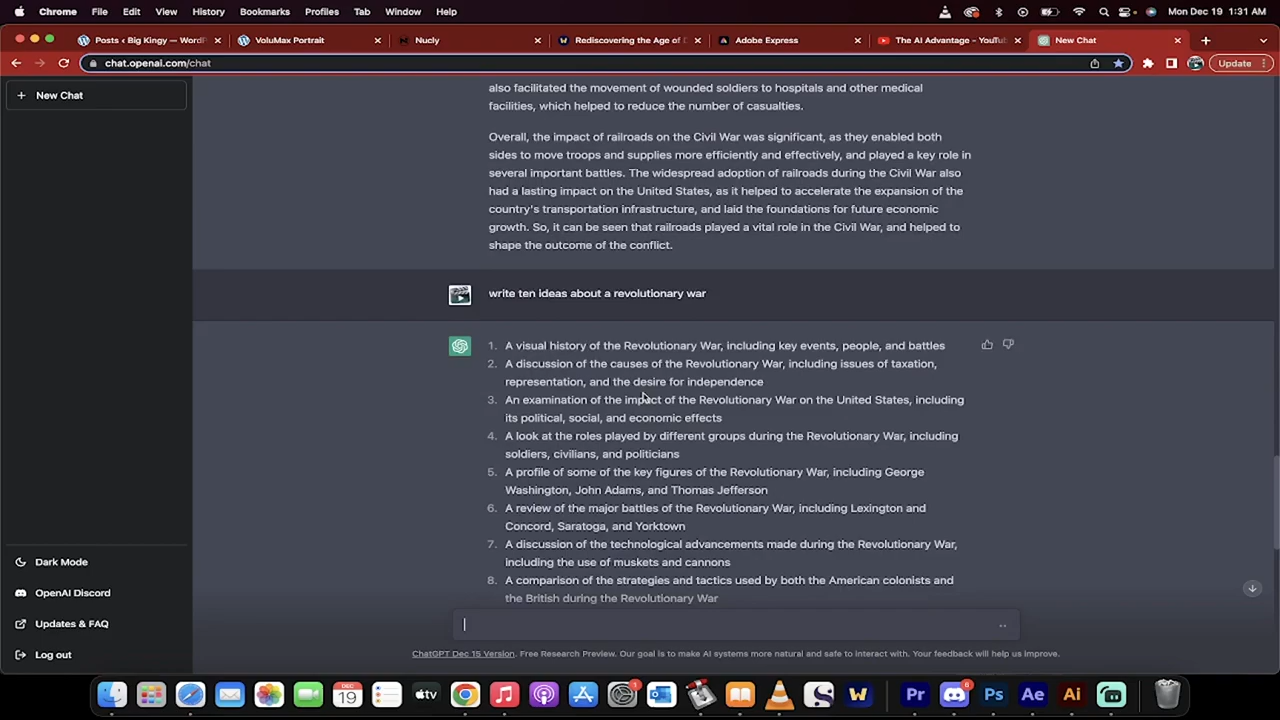 Chrome File Edit View History Bookmarks Profiles Tab Window Help Mon Dec 19 1:31 AM
Posts ‹ Big Kingy — WordP × VoluMax Portrait × Nucly × Rediscovering the Age of D × Adobe Express × The AI Advantage - YouTub × New Chat ×
chat.openai.com/chat Update
+ New Chat
also facilitated the movement of wounded soldiers to hospitals and other medical
facilities, which helped to reduce the number of casualties.
Overall, the impact of railroads on the Civil War was significant, as they enabled both
sides to move troops and supplies more efficiently and effectively, and played a key role in
several important battles. The widespread adoption of railroads during the Civil War also
had a lasting impact on the United States, as it helped to accelerate the expansion of the
country's transportation infrastructure, and laid the foundations for future economic
growth. So, it can be seen that railroads played a vital role in the Civil War, and helped to
shape the outcome of the conflict.
write ten ideas about a revolutionary war
1. A visual history of the Revolutionary War, including key events, people, and battles
2. A discussion of the causes of the Revolutionary War, including issues of taxation,
representation, and the desire for independence
3. An examination of the impact of the Revolutionary War on the United States, including
its political, social, and economic effects
4. A look at the roles played by different groups during the Revolutionary War, including
soldiers, civilians, and politicians
5. A profile of some of the key figures of the Revolutionary War, including George
Washington, John Adams, and Thomas Jefferson
6. A review of the major battles of the Revolutionary War, including Lexington and
Concord, Saratoga, and Yorktown
7. A discussion of the technological advancements made during the Revolutionary War,
including the use of muskets and cannons
8. A comparison of the strategies and tactics used by both the American colonists and
the British during the Revolutionary War
Dark Mode
OpenAI Discord
Updates & FAQ
Log out
ChatGPT Dec 15 Version. Free Research Preview. Our goal is to make AI systems more natural and safe to interact with. Your feedback will help us improve.
DEC
19
tv
1
W
Pr
8
Ps
Ae
Ai